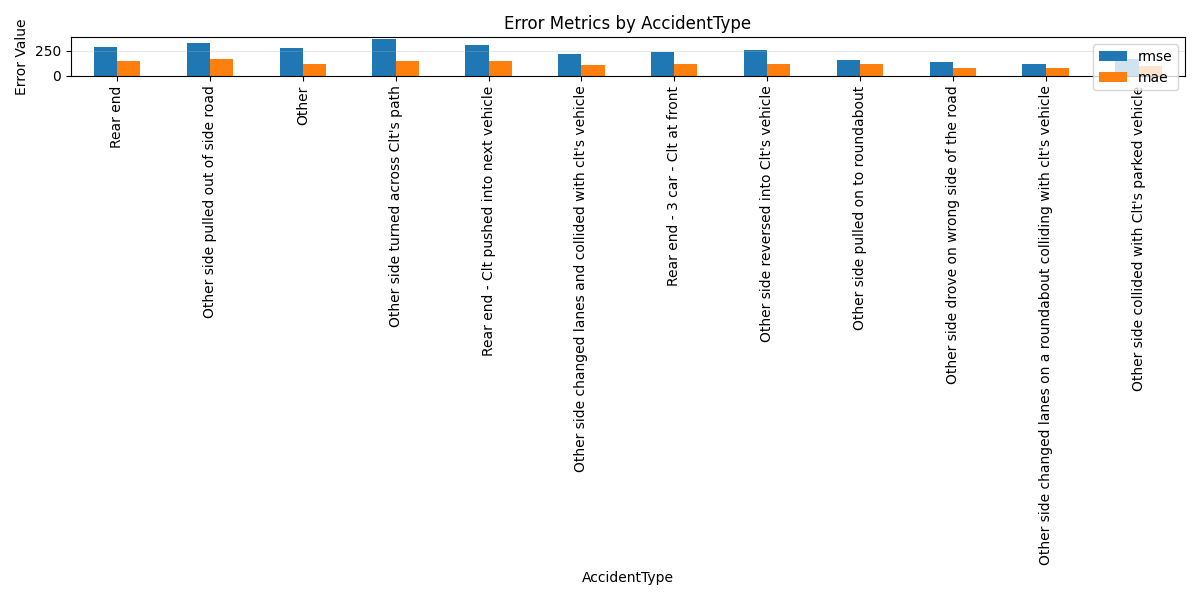 Error Metrics by AccidentType
Error Value
250
0
rmse
mae
Rear end
Other side pulled out of side road
Other
Other side turned across Clt's path
Rear end - Clt pushed into next vehicle
Other side changed lanes and collided with clt's vehicle
Rear end - 3 car - Clt at front
Other side reversed into Clt's vehicle
Other side pulled on to roundabout
Other side drove on wrong side of the road
Other side changed lanes on a roundabout colliding with clt's vehicle
Other side collided with Clt's parked vehicle
AccidentType